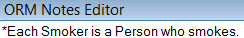 ORM Notes Editor
*Each Smoker is a Person who smokes.